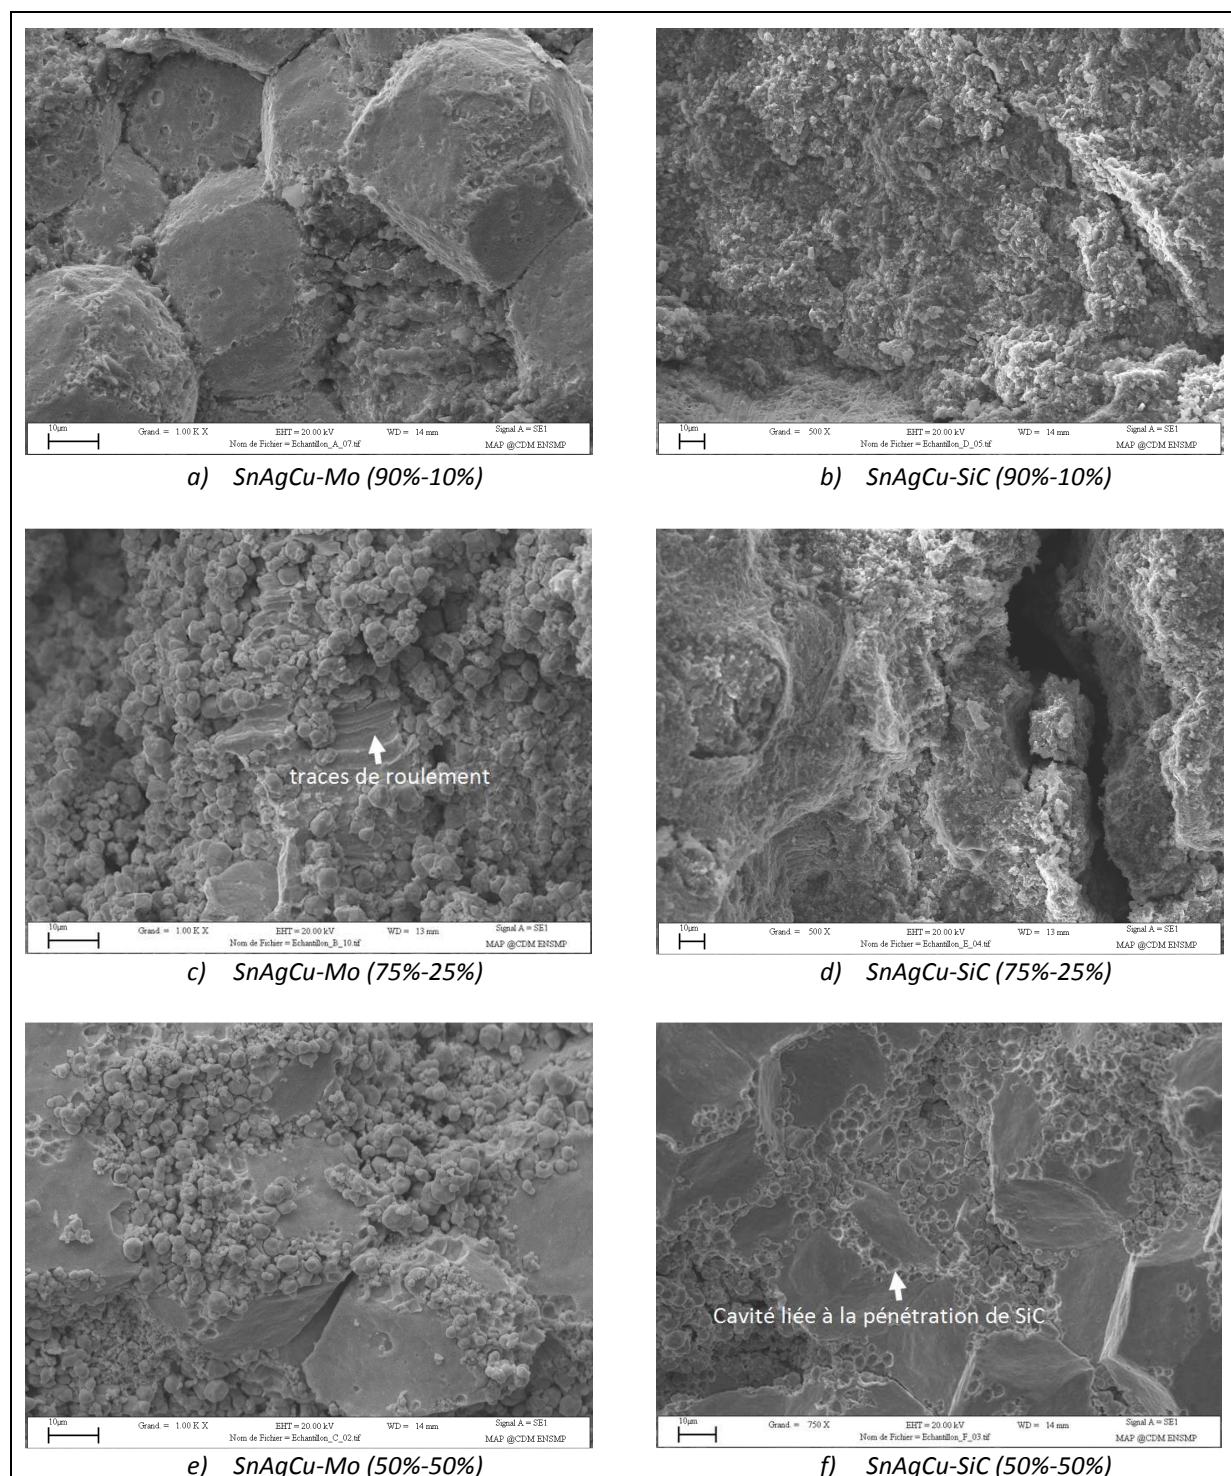 10µm Grand. = 1.00 K X EHT = 20.00 kV WD = 14 mm Signal A = SE1
Nom de Fichier = Echantillon_A_07.tif MAP @CDM ENSMP
a) SnAgCu-Mo (90%-10%)
10µm Grand. = 500 X EHT = 20.00 kV WD = 14 mm Signal A = SE1
Nom de Fichier = Echantillon_D_05.tif MAP @CDM ENSMP
b) SnAgCu-SiC (90%-10%)
traces de roulement
10µm Grand. = 1.00 K X EHT = 20.00 kV WD = 13 mm Signal A = SE1
Nom de Fichier = Echantillon_B_10.tif MAP @CDM ENSMP
c) SnAgCu-Mo (75%-25%)
10µm Grand. = 500 X EHT = 20.00 kV WD = 13 mm Signal A = SE1
Nom de Fichier = Echantillon_E_04.tif MAP @CDM ENSMP
d) SnAgCu-SiC (75%-25%)
10µm Grand. = 1.00 K X EHT = 20.00 kV WD = 14 mm Signal A = SE1
Nom de Fichier = Echantillon_C_02.tif MAP @CDM ENSMP
e) SnAgCu-Mo (50%-50%)
Cavité liée à la pénétration de SiC
10µm Grand. = 750 X EHT = 20.00 kV WD = 14 mm Signal A = SE1
Nom de Fichier = Echantillon_F_03.tif MAP @CDM ENSMP
f) SnAgCu-SiC (50%-50%)